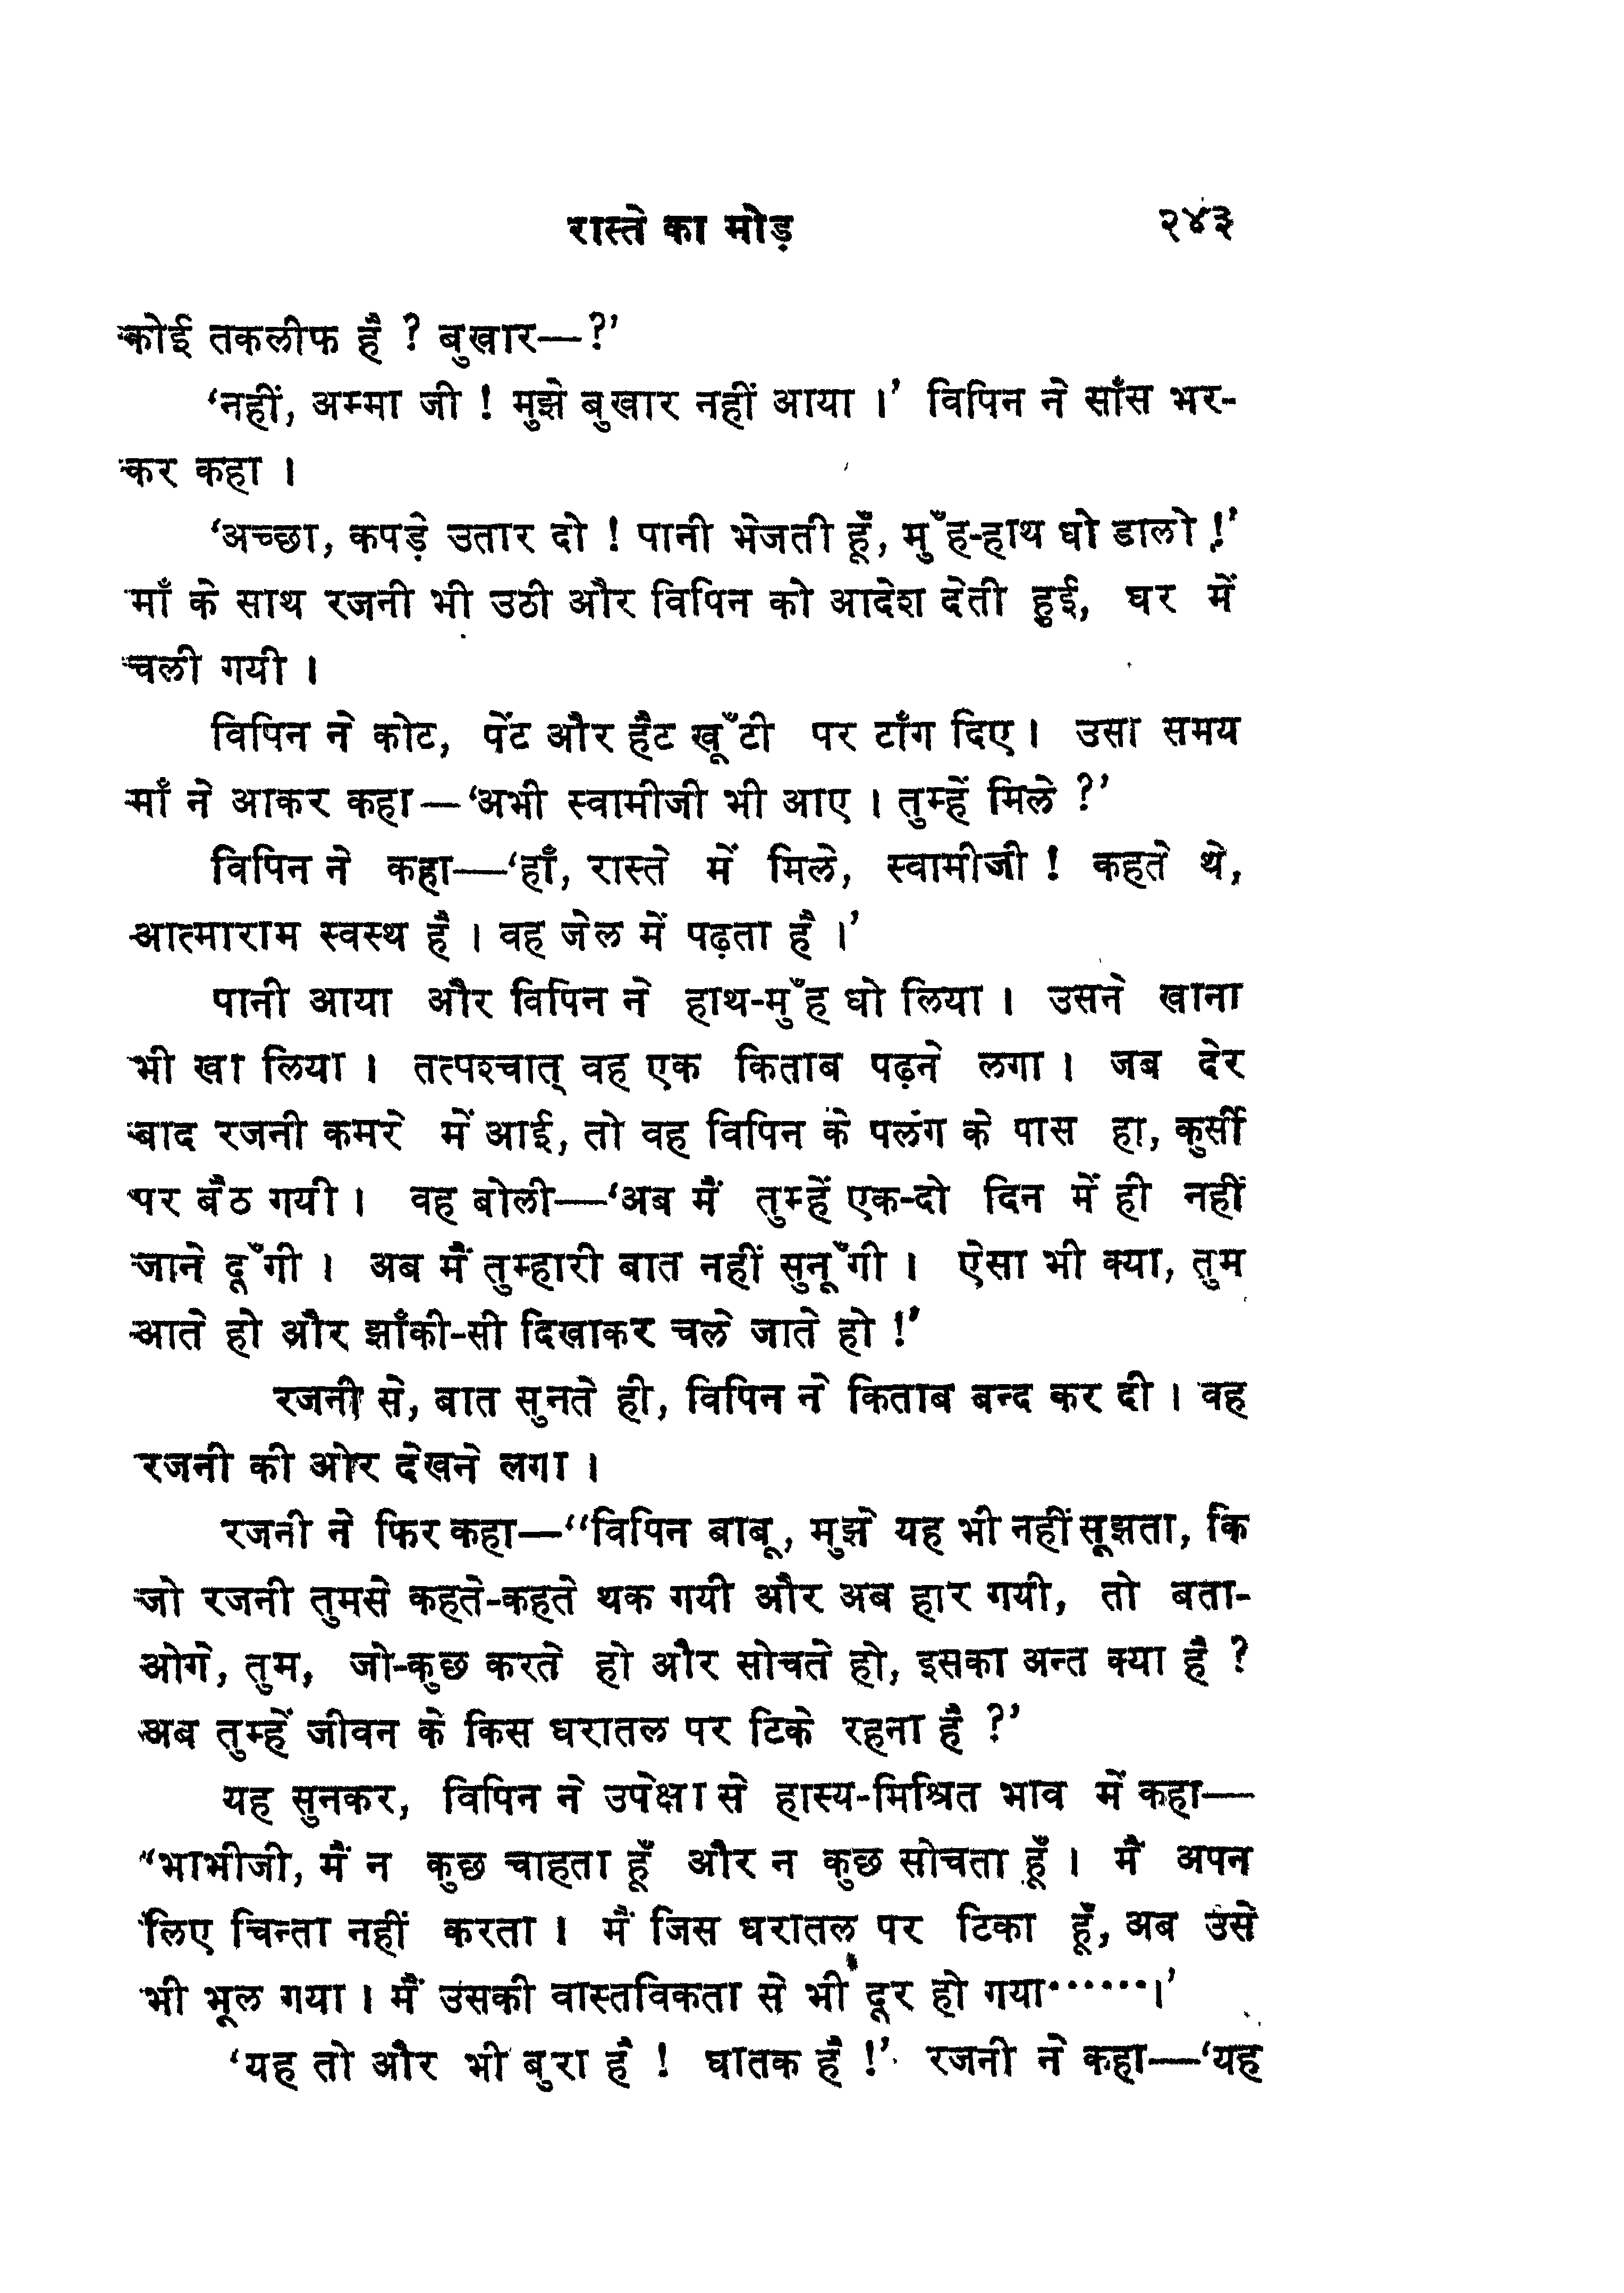 रास्ते का मोड़ २४३
कोई तकलीफ है ? बुखार—?’
‘नहीं, अम्मा जी ! मुझे बुखार नहीं आया ।’ विपिन ने साँस भर-
कर कहा ।
‘अच्छा, कपड़े उतार दो ! पानी भेजती हूँ, मुँह-हाथ धो डालो !’
माँ के साथ रजनी भी उठी और विपिन को आदेश देती हुई, घर में
चली गयी ।
विपिन ने कोट, पेंट और हैट खूँटी पर टाँग दिए । उसा समय
माँ ने आकर कहा—‘अभी स्वामीजी भी आए । तुम्हें मिले ?’
विपिन ने कहा—‘हाँ, रास्ते में मिले, स्वामीजी ! कहते थे,
आत्माराम स्वस्थ है । वह जेल में पढ़ता है ।’
पानी आया और विपिन ने हाथ-मुँह धो लिया । उसने खाना
भी खा लिया । तत्पश्चात् वह एक किताब पढ़ने लगा । जब देर
बाद रजनी कमरे में आई, तो वह विपिन के पलंग के पास हा, कुर्सी
पर बैठ गयी । वह बोली—‘अब मैं तुम्हें एक-दो दिन में ही नहीं
जाने दूँगी । अब मैं तुम्हारी बात नहीं सुनूँगी । ऐसा भी क्या, तुम
आते हो और झाँकी-सी दिखाकर चले जाते हो !’
रजनी से, बात सुनते ही, विपिन ने किताब बन्द कर दी । वह
रजनी की ओर देखने लगा ।
रजनी ने फिर कहा—“विपिन बाबू, मुझे यह भी नहीं सूझता, कि
जो रजनी तुमसे कहते-कहते थक गयी और अब हार गयी, तो बता-
ओगे, तुम, जो-कुछ करते हो और सोचते हो, इसका अन्त क्या है ?
अब तुम्हें जीवन के किस धरातल पर टिके रहना है ?’
यह सुनकर, विपिन ने उपेक्षा से हास्य-मिश्रित भाव में कहा—
“भाभीजी, मैं न कुछ चाहता हूँ और न कुछ सोचता हूँ । मैं अपन
लिए चिन्ता नहीं करता । मैं जिस धरातल पर टिका हूँ, अब उसे
भी भूल गया । मैं उसकी वास्तविकता से भी दूर हो गया······।’
‘यह तो और भी बुरा है ! घातक है !’ रजनी ने कहा—‘यह